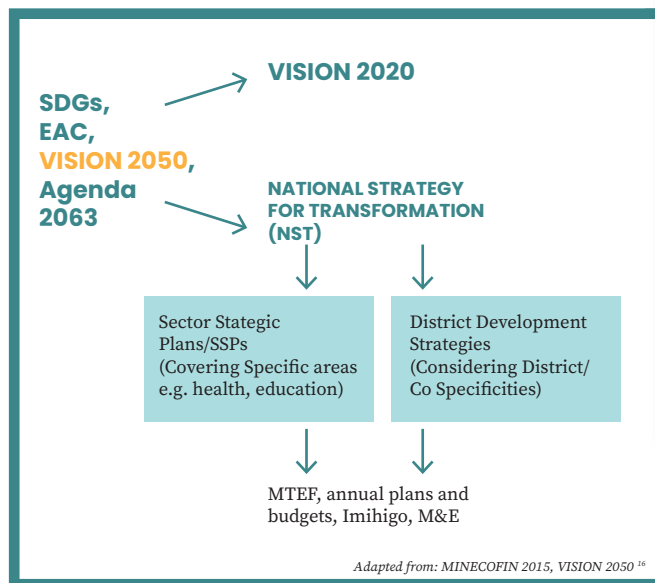 VISION 2020
SDGs,
EAC,
VISION 2050,
Agenda
2063
NATIONAL STRATEGY
FOR TRANSFORMATION
(NST)
Sector Stategic
Plans/SSPs
(Covering Specific areas
e.g. health, education)
District Development
Strategies
(Considering District/
Co Specificities)
MTEF, annual plans and
budgets, Imihigo, M&E
Adapted from: MINECOFIN 2015, VISION 2050 16